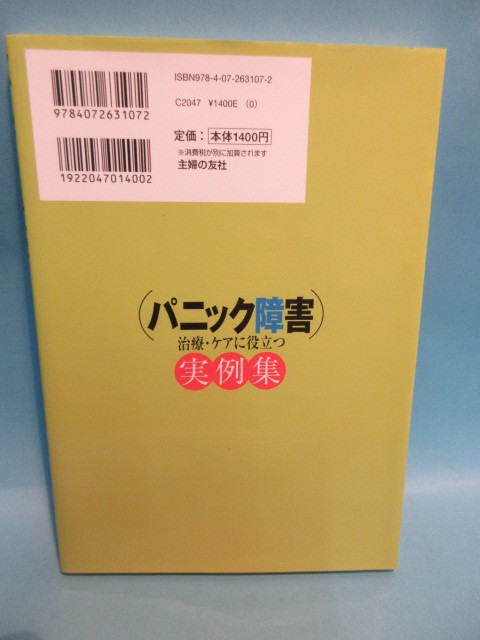 ISBN978-4-07-263107-2
9784072631072
C2047 ¥1400E (0)
定価：本体1400円
※消費税が別に加算されます
主婦の友社
1922047014002
(パニック障害)
治療・ケアに役立つ
実例集